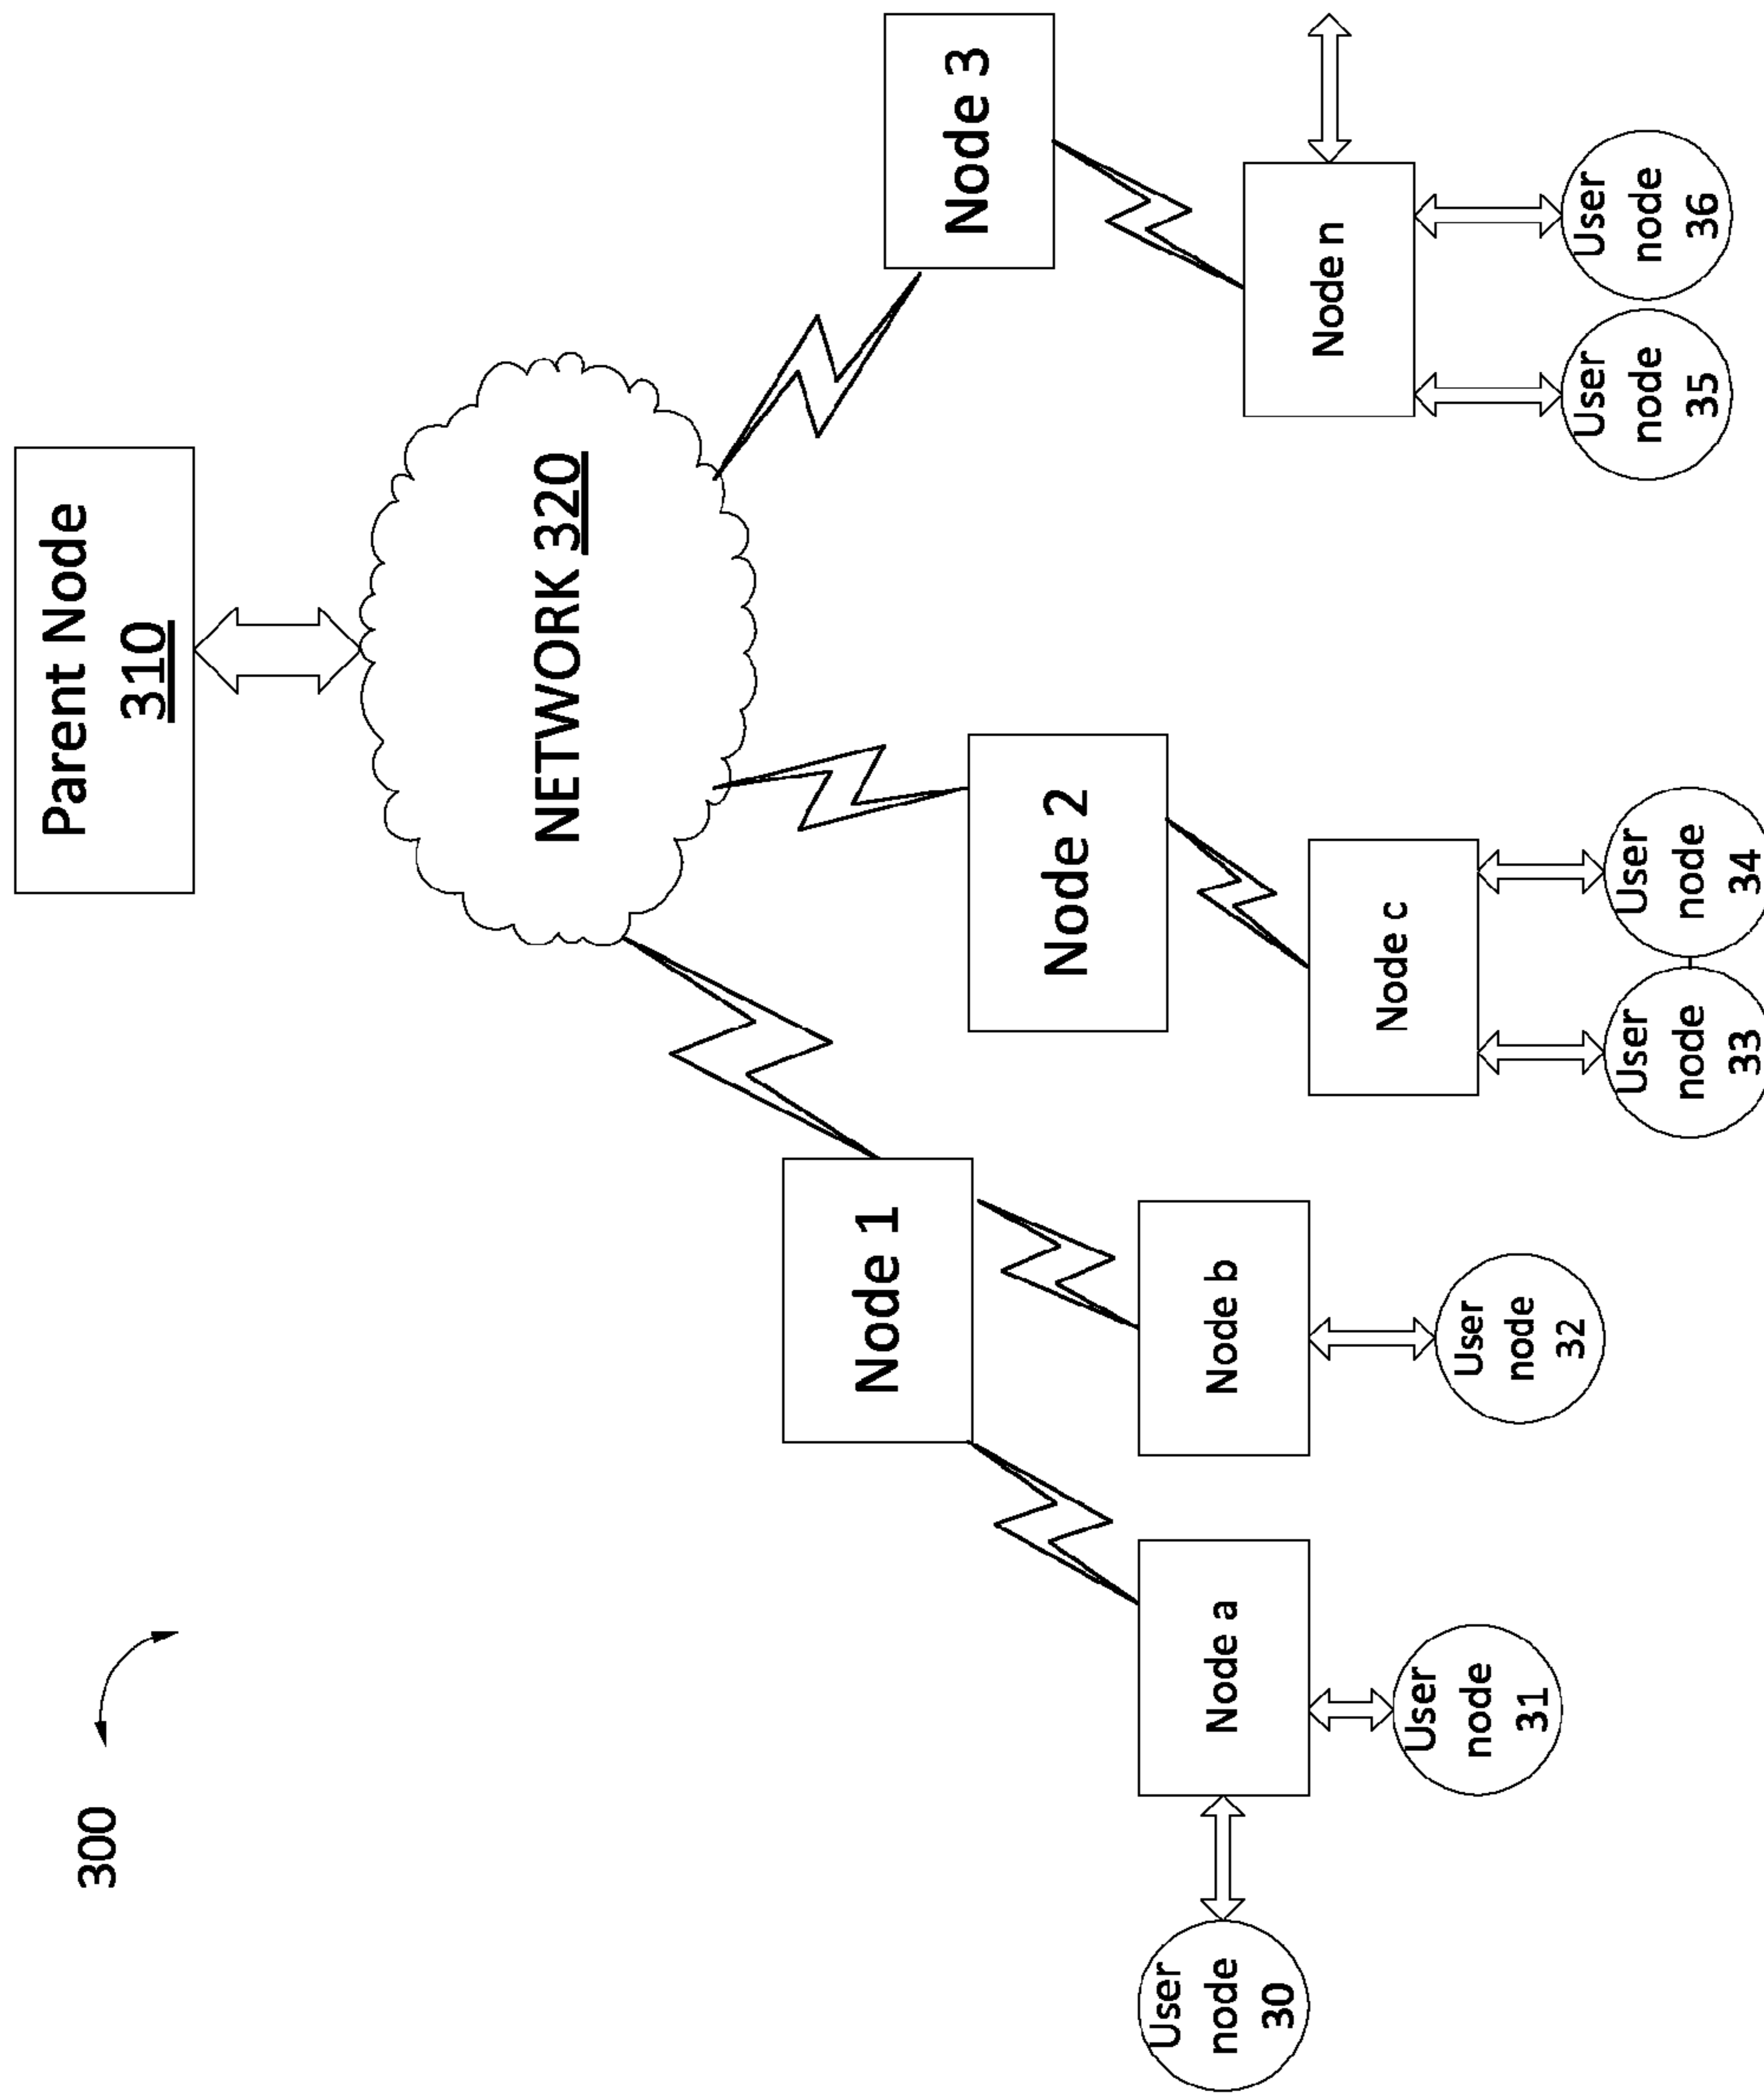 300
Parent Node
310
NETWORK 320
Node 1
Node 2
Node 3
Node a
Node b
Node c
Node n
User
node
30
User
node
31
User
node
32
User
node
33
User
node
34
User
node
35
User
node
36